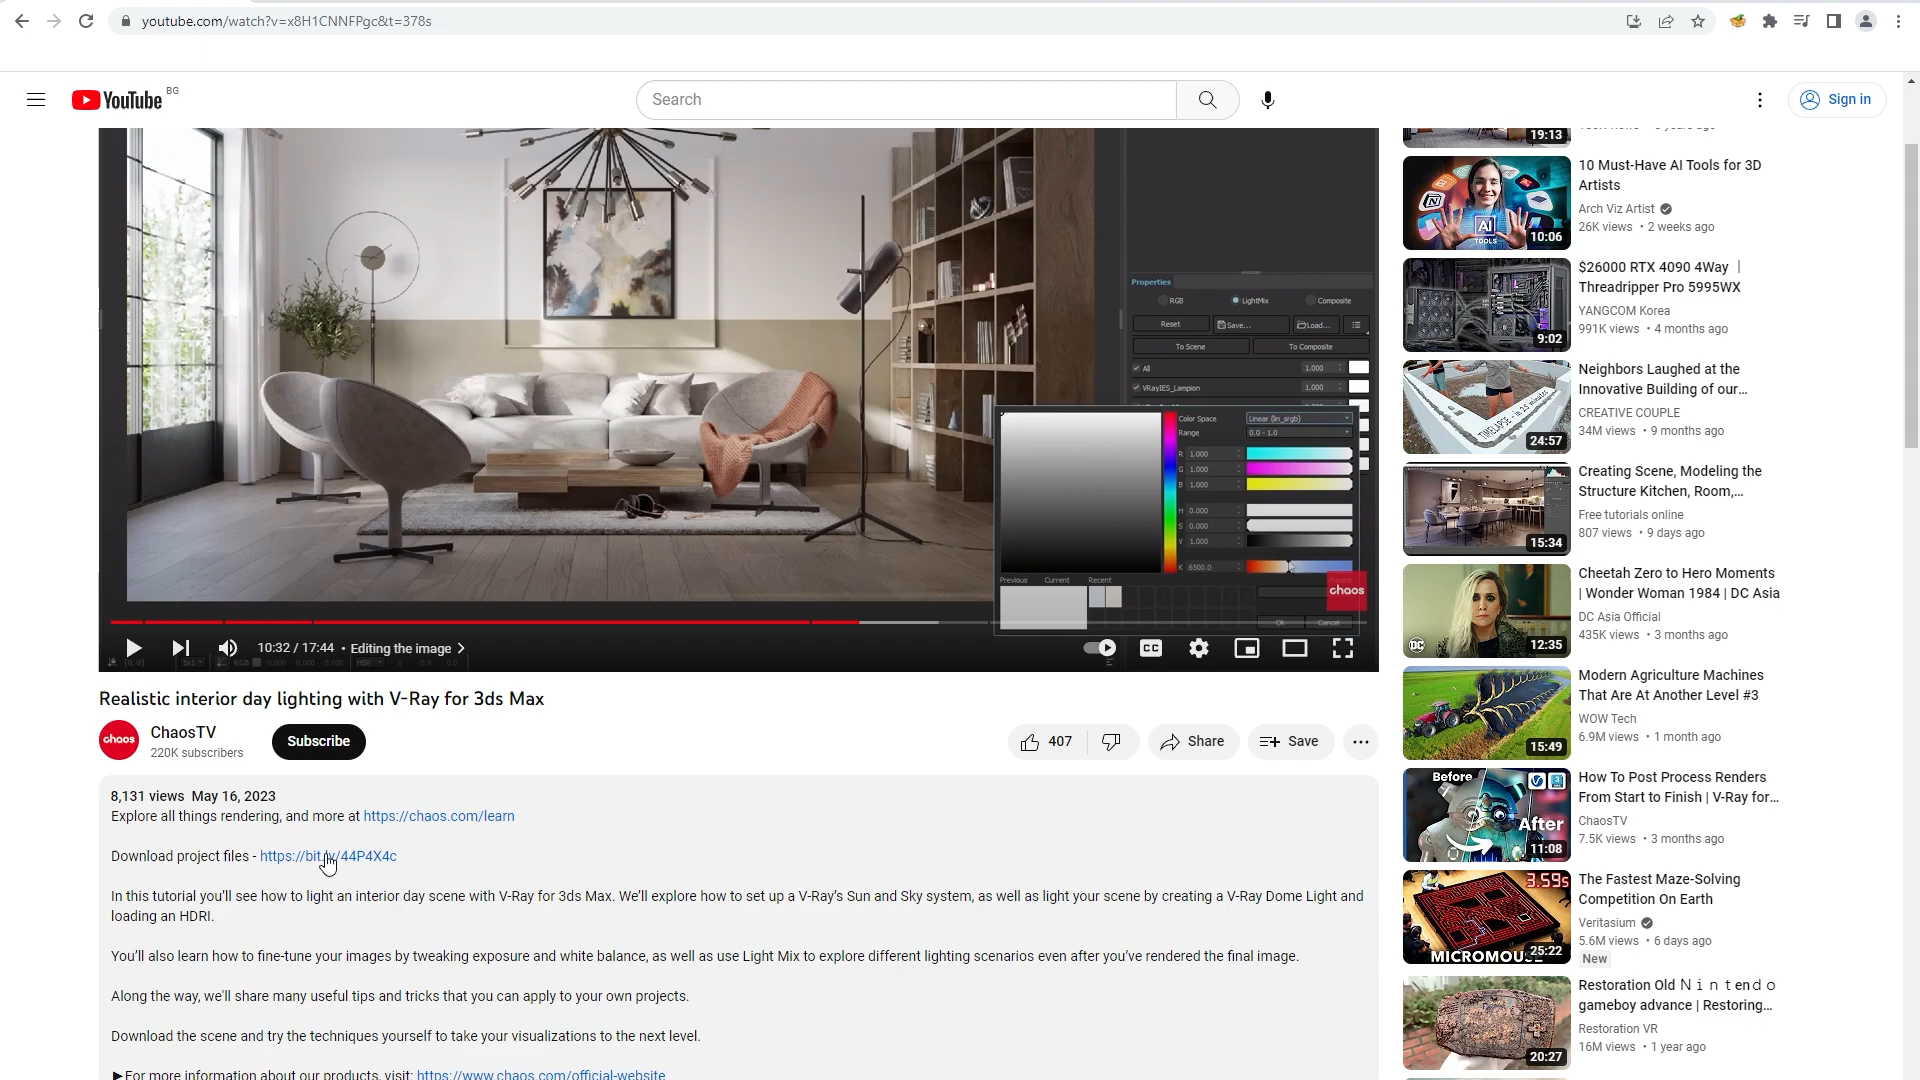 youtube.com/watch?v=x8H1CNNFPgc&t=378s
YouTube BG
Search
Sign in
Properties
RGB LightMix Composite
Reset Save... Load...
To Scene To Composite
All 1.000
VRayIES_Lampion 1.000
Color Space Linear (lin_srgb)
Range 0.0 - 1.0
R 1.000
G 1.000
B 1.000
H 0.000
S 0.000
V 1.000
K 6500.0
Previous Current Recent
chaos
Ok Cancel
10:32 / 17:44 • Editing the image
CC
Realistic interior day lighting with V-Ray for 3ds Max
chaos
ChaosTV
220K subscribers
Subscribe
407
Share
Save
8,131 views May 16, 2023
Explore all things rendering, and more at https://chaos.com/learn
Download project files - https://bit.ly/44P4X4c
In this tutorial you’ll see how to light an interior day scene with V-Ray for 3ds Max. We’ll explore how to set up a V-Ray’s Sun and Sky system, as well as light your scene by creating a V-Ray Dome Light and
loading an HDRI.
You’ll also learn how to fine-tune your images by tweaking exposure and white balance, as well as use Light Mix to explore different lighting scenarios even after you’ve rendered the final image.
Along the way, we'll share many useful tips and tricks that you can apply to your own projects.
Download the scene and try the techniques yourself to take your visualizations to the next level.
▶For more information about our products, visit: https://www.chaos.com/official-website
19:13
AI
TOOLS
10:06
10 Must-Have AI Tools for 3D
Artists
Arch Viz Artist
26K views • 2 weeks ago
9:02
$26000 RTX 4090 4Way ｜
Threadripper Pro 5995WX
YANGCOM Korea
991K views • 4 months ago
TIMELAPSE - in 25 minutes
24:57
Neighbors Laughed at the
Innovative Building of our...
CREATIVE COUPLE
34M views • 9 months ago
15:34
Creating Scene, Modeling the
Structure Kitchen, Room,...
Free tutorials online
807 views • 9 days ago
DC
12:35
Cheetah Zero to Hero Moments
| Wonder Woman 1984 | DC Asia
DC Asia Official
435K views • 3 months ago
15:49
Modern Agriculture Machines
That Are At Another Level #3
WOW Tech
6.9M views • 1 month ago
Before
After
11:08
How To Post Process Renders
From Start to Finish | V-Ray for...
ChaosTV
7.5K views • 3 months ago
3.59s
25:22
The Fastest Maze-Solving
Competition On Earth
Veritasium
5.6M views • 6 days ago
New
20:27
Restoration Old Ｎｉｎｔｅｎｄｏ
gameboy advance | Restoring...
Restoration VR
16M views • 1 year ago